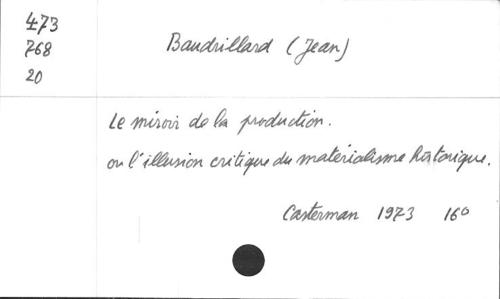 473
768
20
Baudrillard (Jean)
Le miroir de la production.
ou l'illusion critique du matérialisme historique.
Casterman 1973 16°